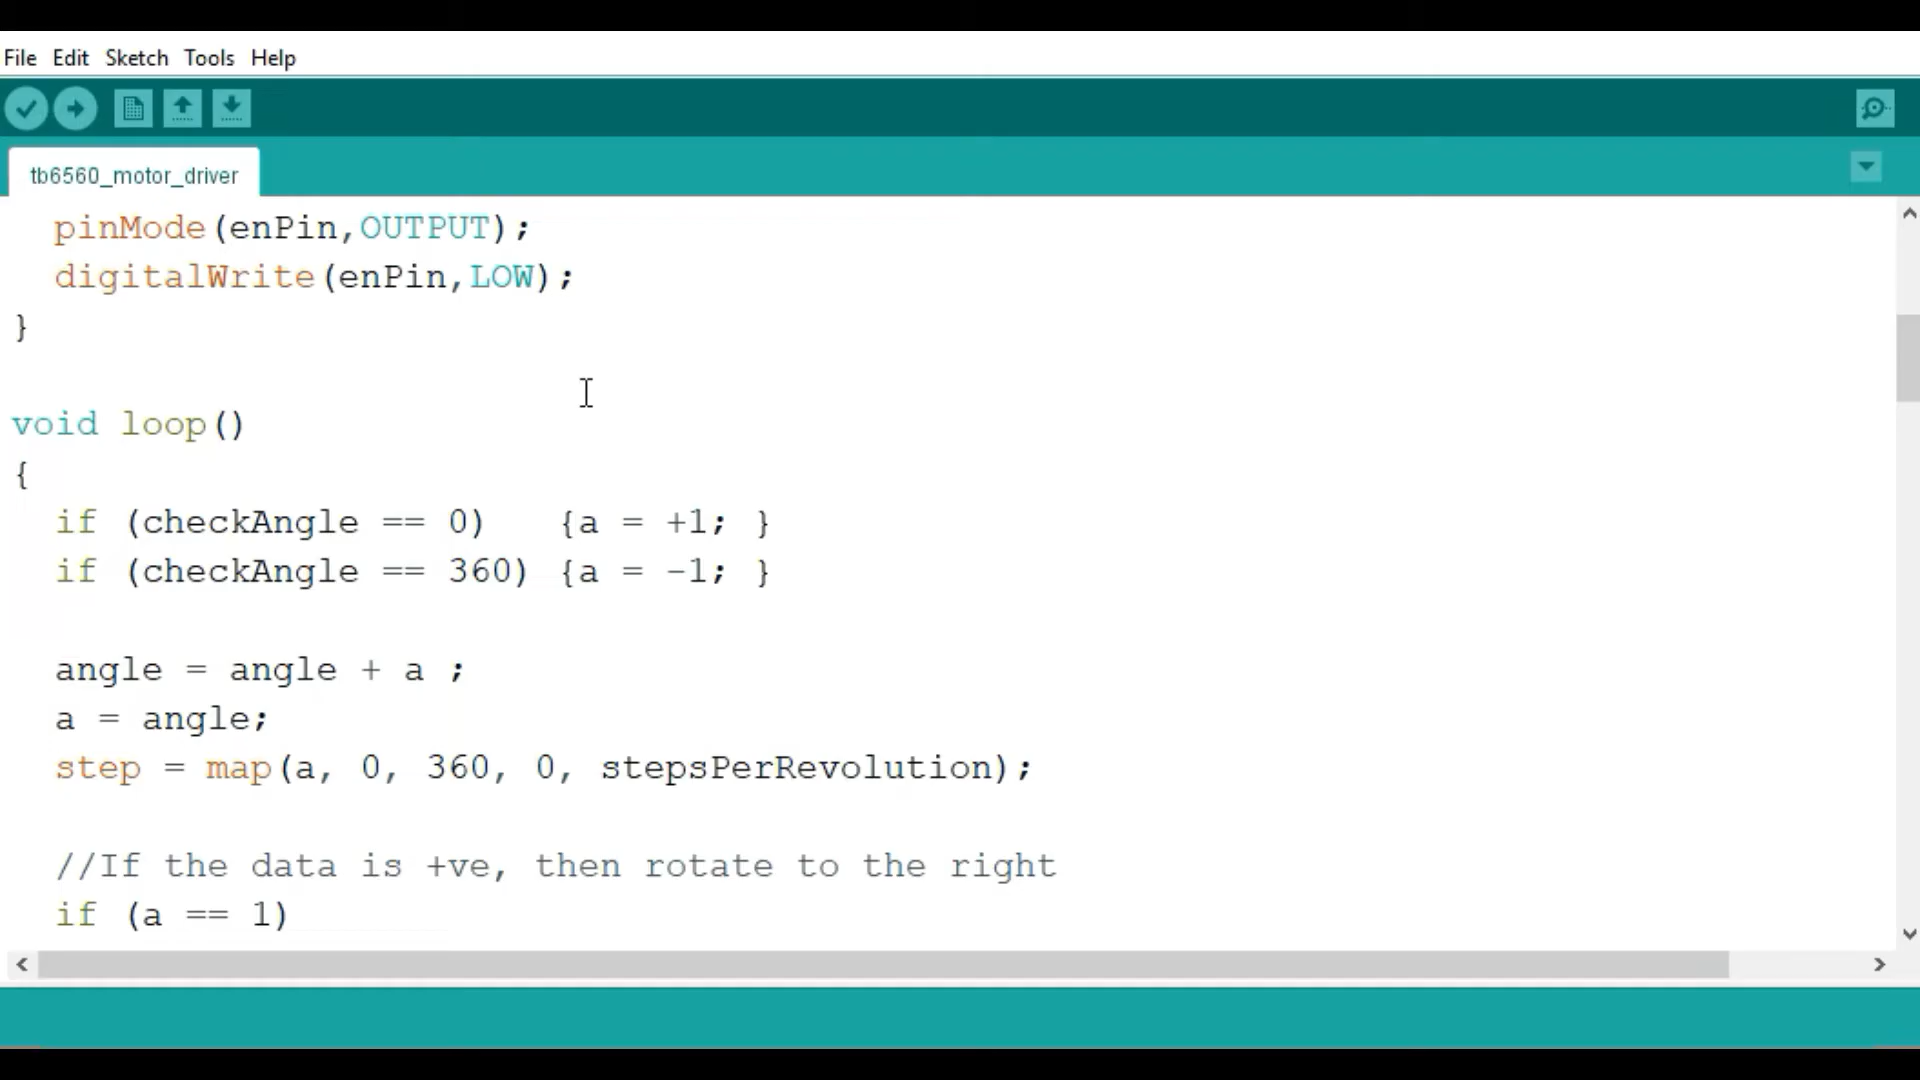 File Edit Sketch Tools Help
tb6560_motor_driver
pinMode(enPin,OUTPUT);
digitalWrite(enPin,LOW);
}
void loop()
{
if (checkAngle == 0) {a = +1; }
if (checkAngle == 360) {a = -1; }
angle = angle + a ;
a = angle;
step = map(a, 0, 360, 0, stepsPerRevolution);
//If the data is +ve, then rotate to the right
if (a == 1)